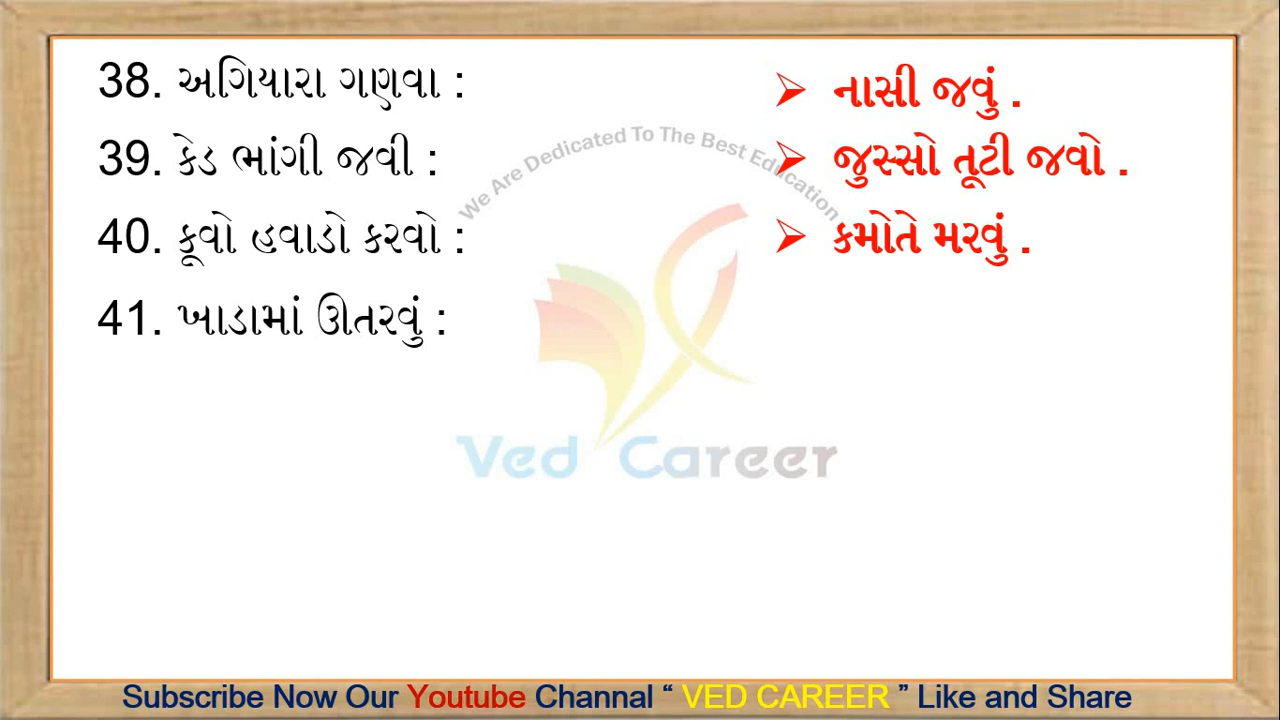 38. અગિયારા ગણવા : ➢ નાસી જવું .
39. કેડ ભાંગી જવી : ➢ જુસ્સો તૂટી જવો .
40. કૂવો હવાડો કરવો : ➢ કમોતે મરવું .
41. ખાડામાં ઊતરવું :
We Are Dedicated To The Best Education
Ved Career
Subscribe Now Our Youtube Channal “ VED CAREER ” Like and Share